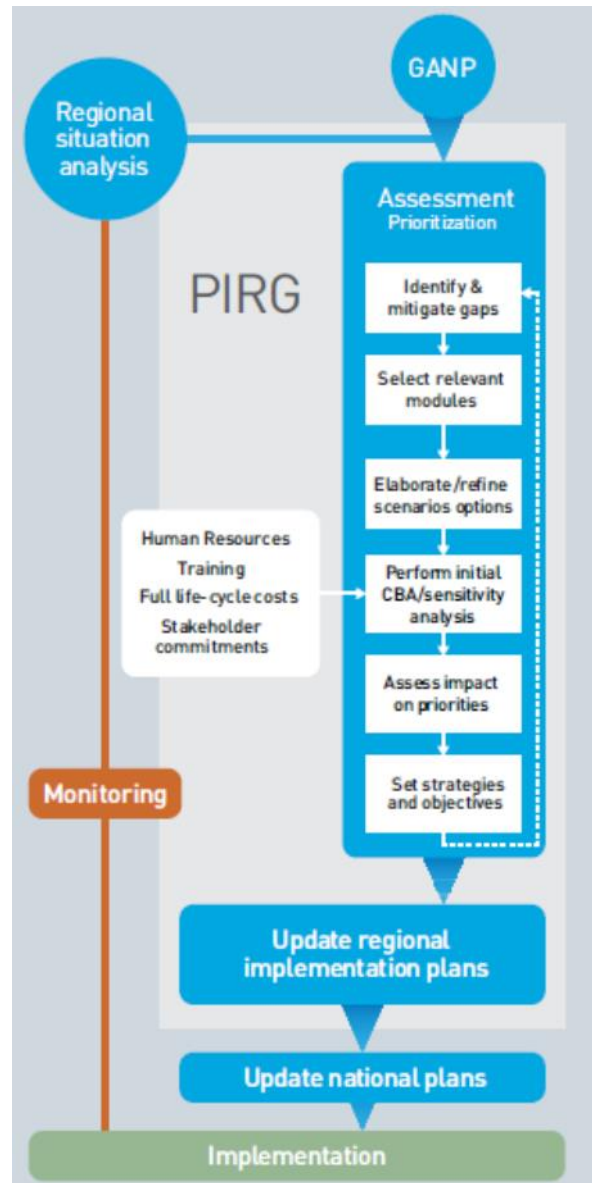 GANP
Regional
situation
analysis
Assessment
Prioritization
PIRG
Identify &
mitigate gaps
Select relevant
modules
Elaborate/refine
scenarios options
Human Resources
Training
Full life-cycle costs
Stakeholder
commitments
Perform initial
CBA/sensitivity
analysis
Assess impact
on priorities
Set strategies
and objectives
Monitoring
Update regional
implementation plans
Update national plans
Implementation